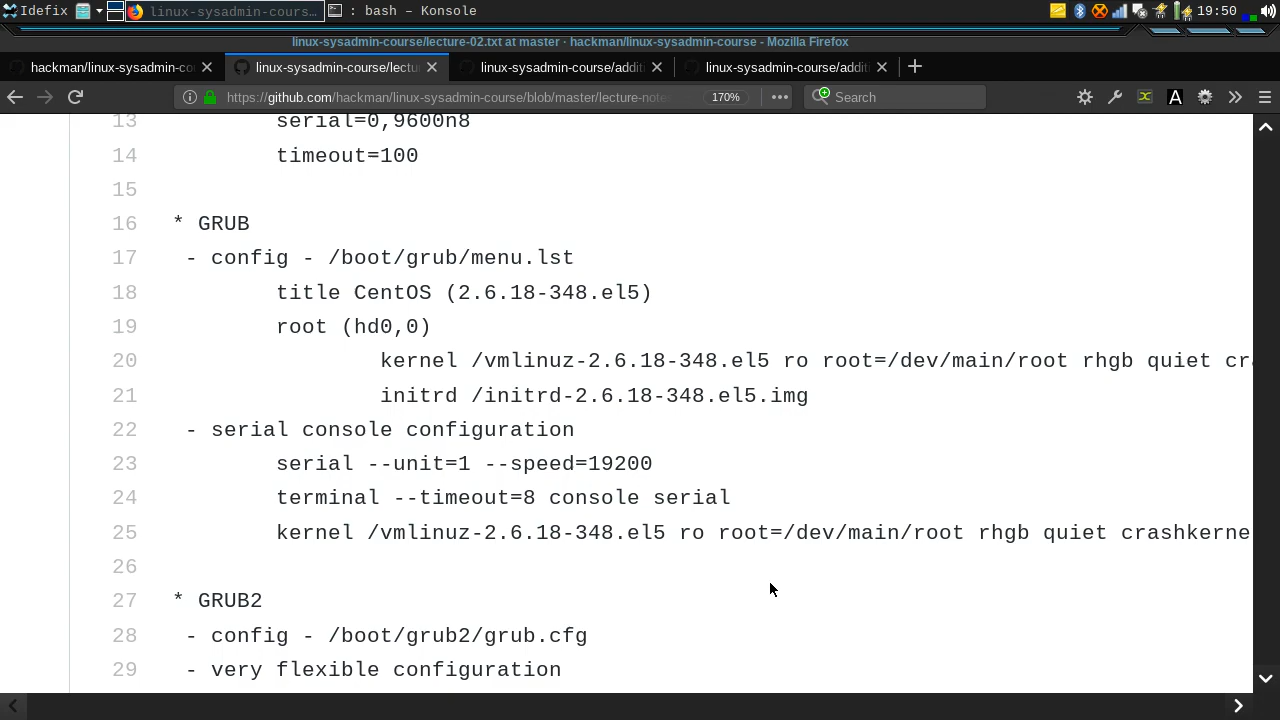 Idefix
linux-sysadmin-cours...
: bash – Konsole
19:50
linux-sysadmin-course/lecture-02.txt at master · hackman/linux-sysadmin-course - Mozilla Firefox
hackman/linux-sysadmin-co
linux-sysadmin-course/lectu
linux-sysadmin-course/addit
linux-sysadmin-course/addit
https://github.com/hackman/linux-sysadmin-course/blob/master/lecture-note
170%
Search
A
13 serial=0,9600n8
14 timeout=100
15
16 * GRUB
17 - config - /boot/grub/menu.lst
18 title CentOS (2.6.18-348.el5)
19 root (hd0,0)
20 kernel /vmlinuz-2.6.18-348.el5 ro root=/dev/main/root rhgb quiet cr
21 initrd /initrd-2.6.18-348.el5.img
22 - serial console configuration
23 serial --unit=1 --speed=19200
24 terminal --timeout=8 console serial
25 kernel /vmlinuz-2.6.18-348.el5 ro root=/dev/main/root rhgb quiet crashkerne
26
27 * GRUB2
28 - config - /boot/grub2/grub.cfg
29 - very flexible configuration